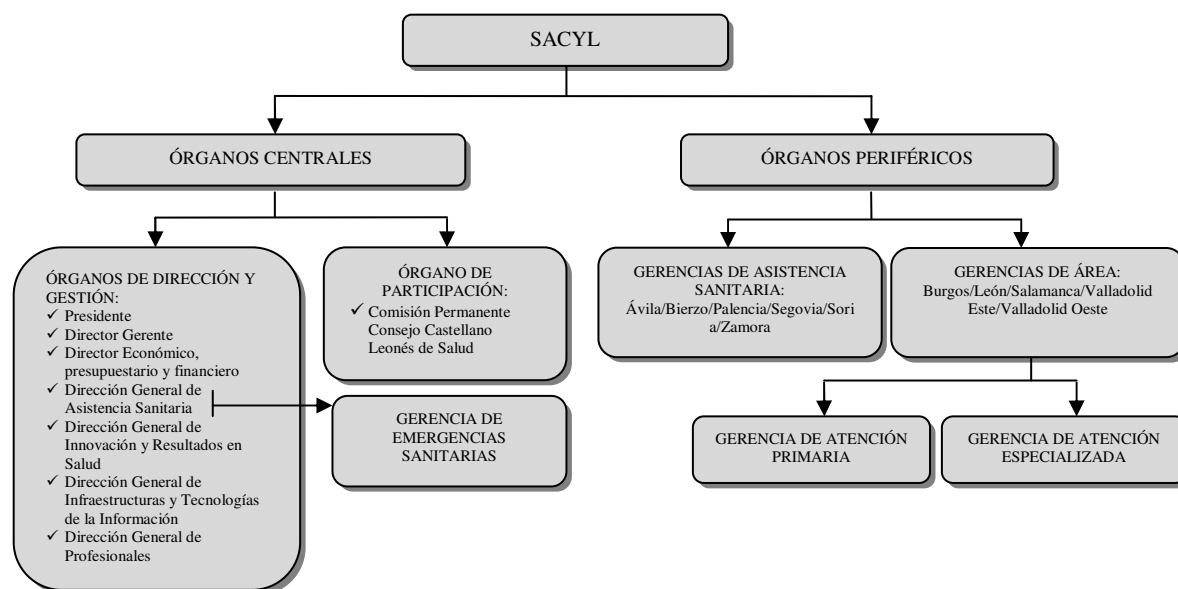 SACYL
ÓRGANOS CENTRALES
ÓRGANOS PERIFÉRICOS
ÓRGANOS DE DIRECCIÓN Y
GESTIÓN:
✓ Presidente
✓ Director Gerente
✓ Director Económico,
presupuestario y financiero
✓ Dirección General de
Asistencia Sanitaria
✓ Dirección General de
Innovación y Resultados en
Salud
✓ Dirección General de
Infraestructuras y Tecnologías
de la Información
✓ Dirección General de
Profesionales
ÓRGANO DE
PARTICIPACIÓN:
✓ Comisión Permanente
Consejo Castellano
Leonés de Salud
GERENCIA DE
EMERGENCIAS
SANITARIAS
GERENCIAS DE ASISTENCIA
SANITARIA:
Ávila/Bierzo/Palencia/Segovia/Sori
a/Zamora
GERENCIAS DE ÁREA:
Burgos/León/Salamanca/Valladolid
Este/Valladolid Oeste
GERENCIA DE ATENCIÓN
PRIMARIA
GERENCIA DE ATENCIÓN
ESPECIALIZADA